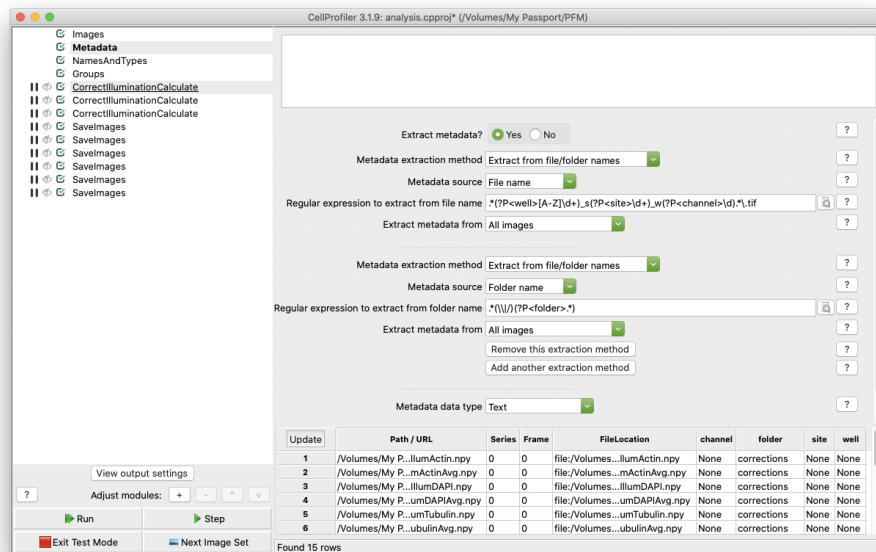 CellProfiler 3.1.9: analysis.cpproj* (/Volumes/My Passport/PFM)
Images
Metadata
NamesAndTypes
Groups
CorrectIlluminationCalculate
CorrectIlluminationCalculate
CorrectIlluminationCalculate
SaveImages
SaveImages
SaveImages
SaveImages
SaveImages
SaveImages
View output settings
? Adjust modules: + - ^ v
Run Step
Exit Test Mode Next Image Set
Extract metadata? Yes No ?
Metadata extraction method Extract from file/folder names ?
Metadata source File name ?
Regular expression to extract from file name .*(?P<well>[A-Z]\d+)_s(?P<site>\d+)_w(?P<channel>\d).*\.tif ?
Extract metadata from All images ?
Metadata extraction method Extract from file/folder names ?
Metadata source Folder name ?
Regular expression to extract from folder name .*(\\|/)(?P<folder>.*) ?
Extract metadata from All images ?
Remove this extraction method ?
Add another extraction method ?
Metadata data type Text ?
Update Path / URL Series Frame FileLocation channel folder site well
1 /Volumes/My P...llumActin.npy 0 0 file:/Volumes...llumActin.npy None corrections None None
2 /Volumes/My P...mActinAvg.npy 0 0 file:/Volumes...mActinAvg.npy None corrections None None
3 /Volumes/My P...IllumDAPI.npy 0 0 file:/Volumes...IllumDAPI.npy None corrections None None
4 /Volumes/My P...umDAPIAvg.npy 0 0 file:/Volumes...umDAPIAvg.npy None corrections None None
5 /Volumes/My P...umTubulin.npy 0 0 file:/Volumes...umTubulin.npy None corrections None None
6 /Volumes/My P...ubulinAvg.npy 0 0 file:/Volumes...ubulinAvg.npy None corrections None None
Found 15 rows